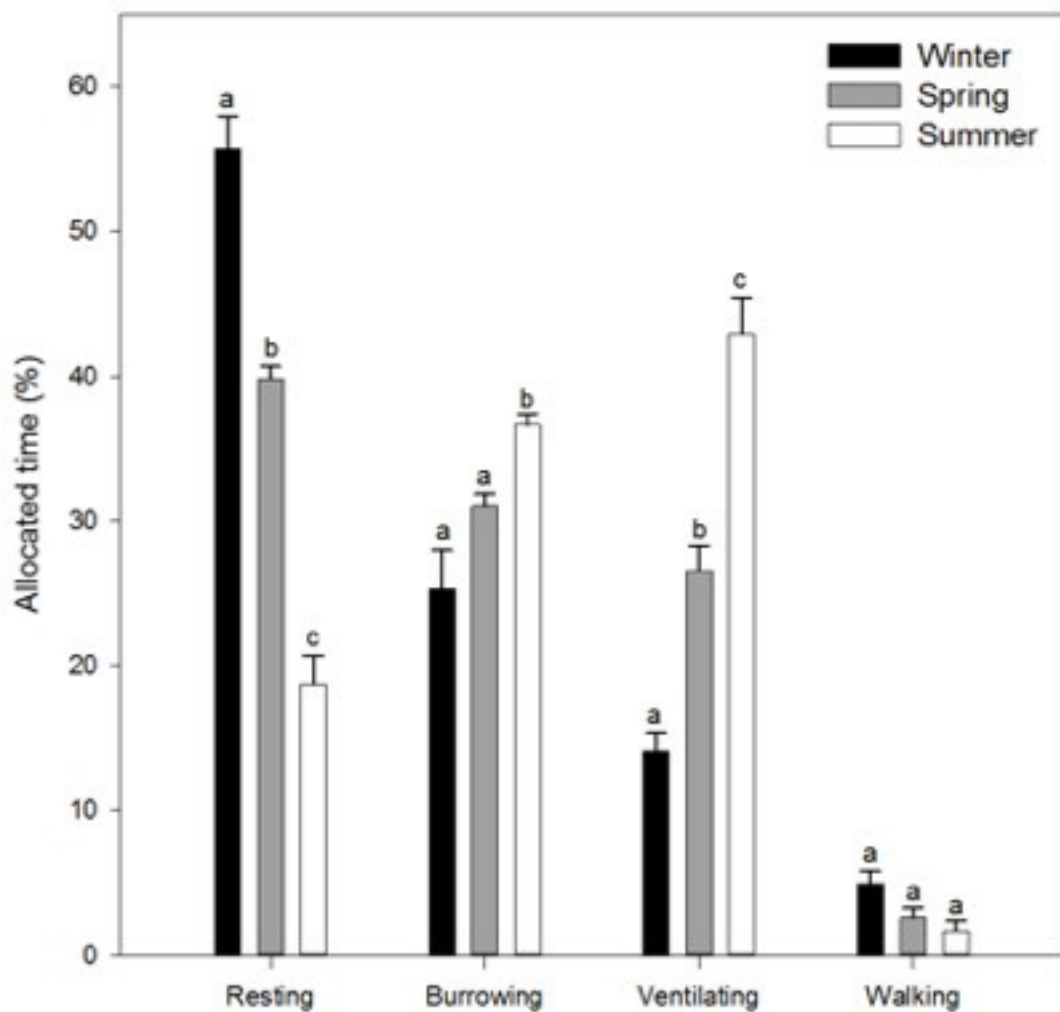 Winter
Spring
Summer
Allocated time (%)
60
50
40
30
20
10
0
a
b
c
a
a
b
a
b
c
a
a
a
Resting
Burrowing
Ventilating
Walking